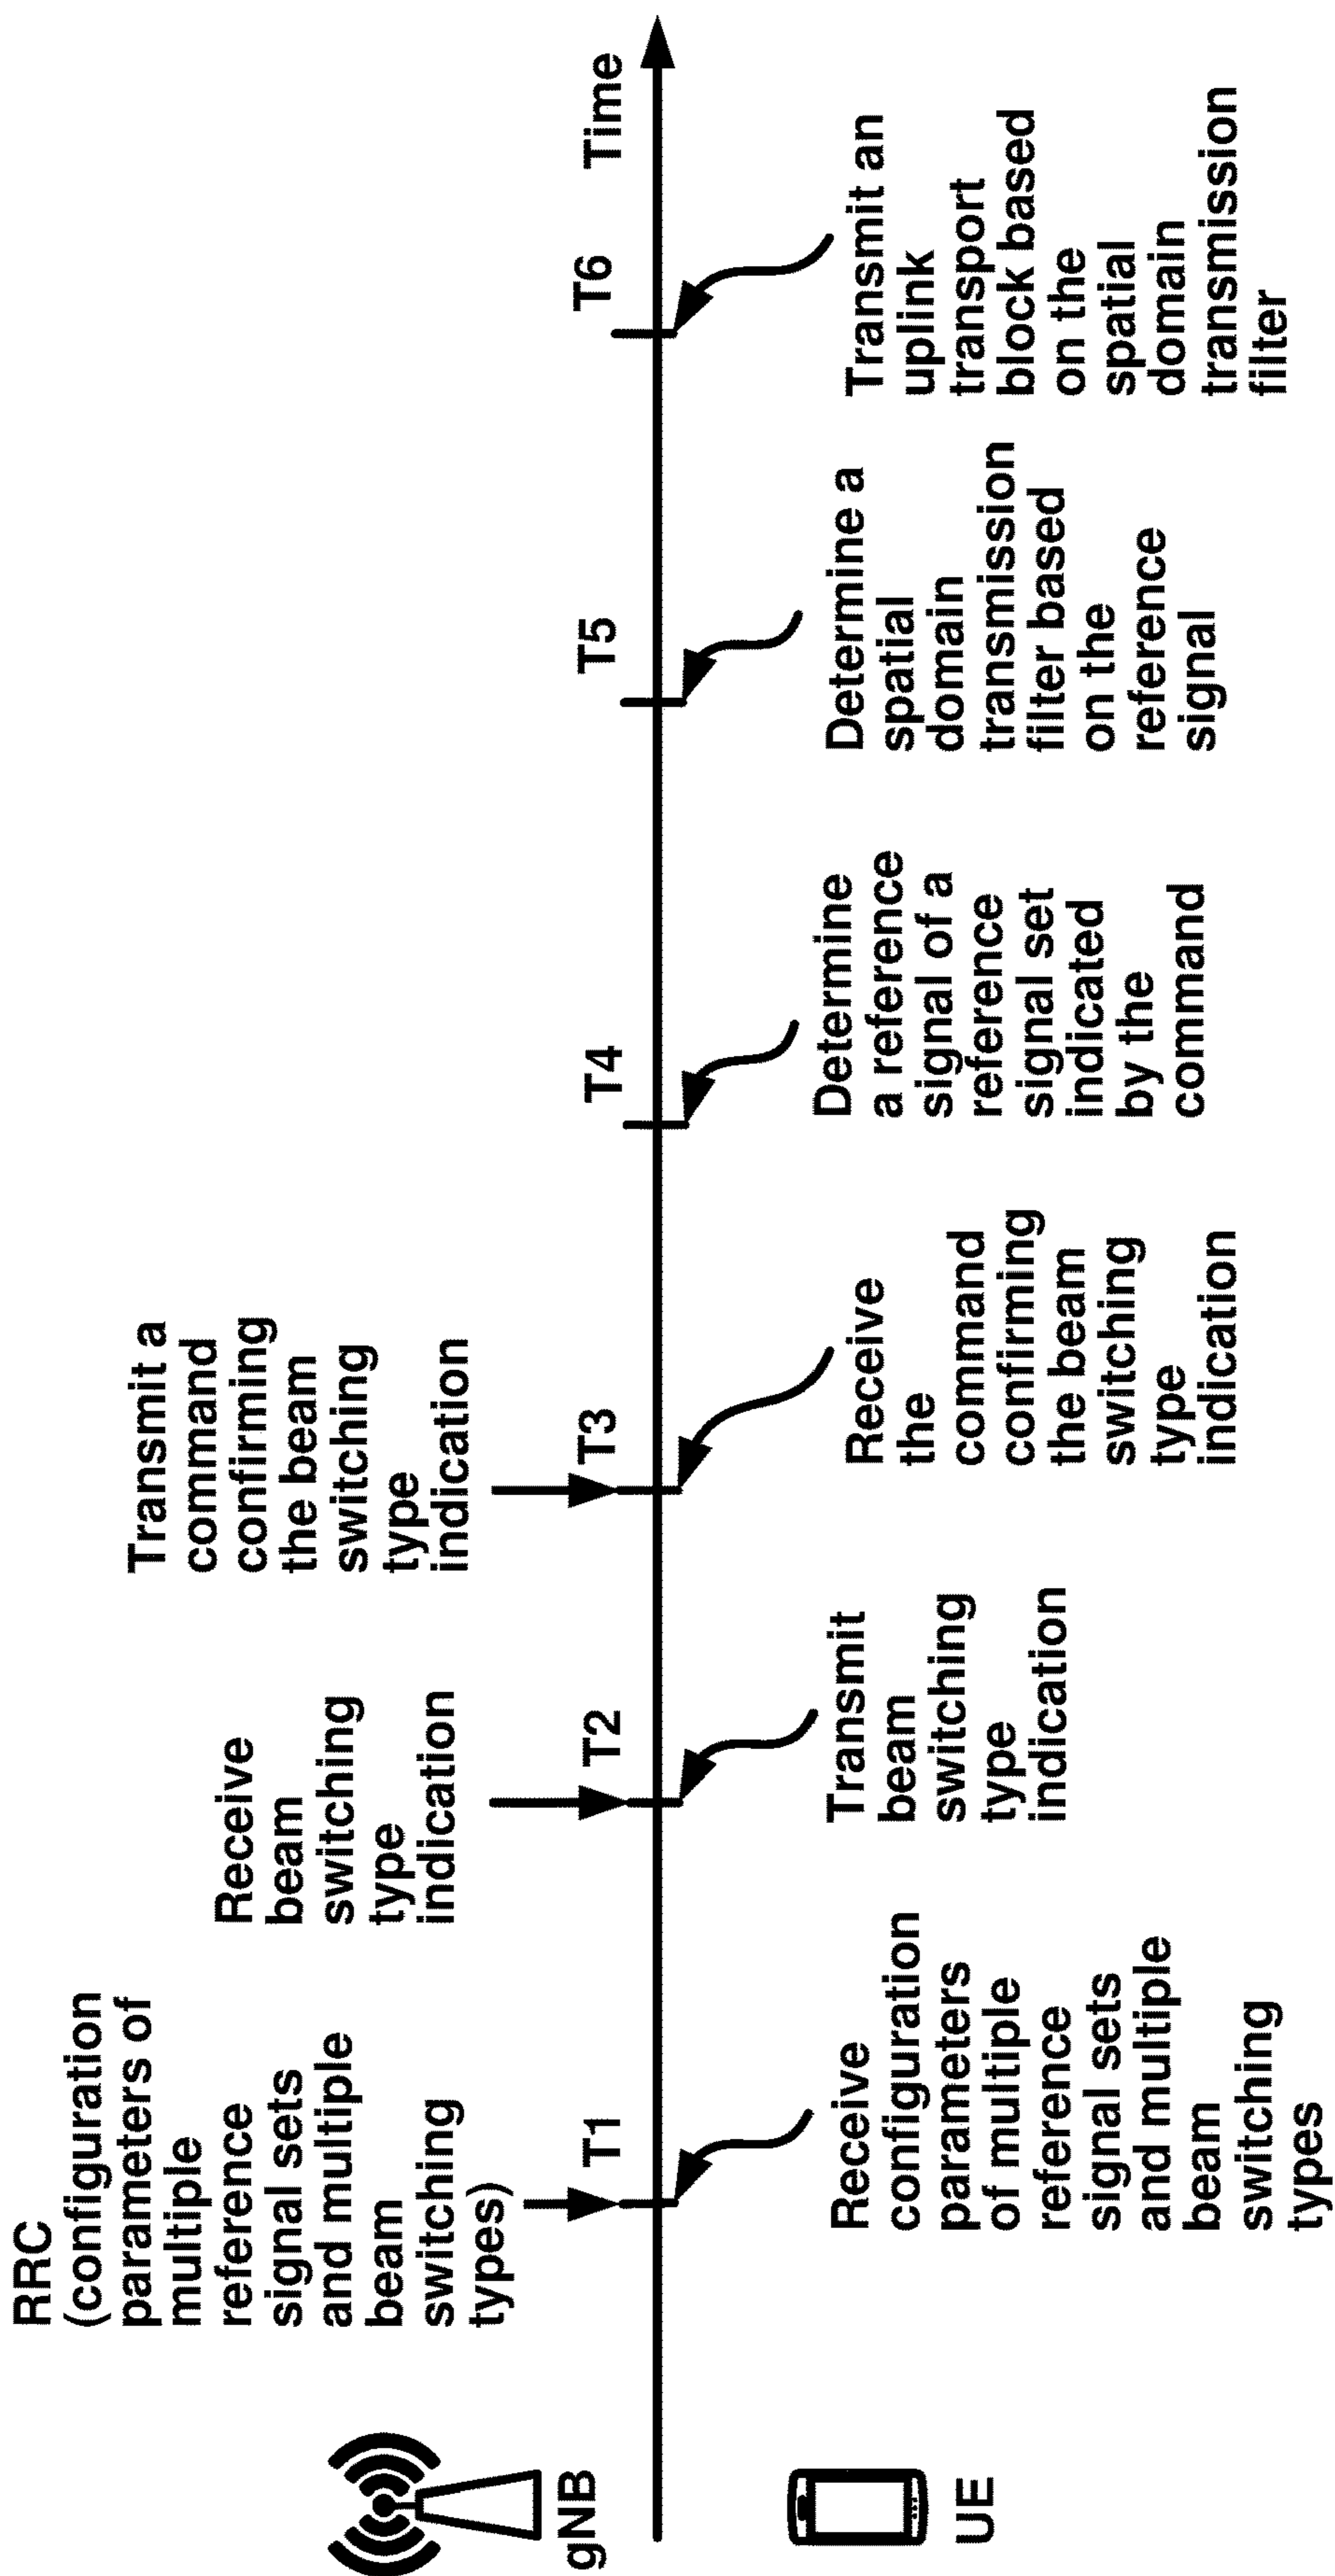 RRC
(configuration
parameters of
multiple
reference
signal sets
and multiple
beam
switching
types)
Receive
beam
switching
type
indication
Transmit a
command
confirming
the beam
switching
type
indication
gNB
T1
T2
T3
T4
T5
T6
Time
UE
Receive
configuration
parameters
of multiple
reference
signal sets
and multiple
beam
switching
types
Transmit
beam
switching
type
indication
Receive
the
command
confirming
the beam
switching
type
indication
Determine
a reference
signal of a
reference
signal set
indicated
by the
command
Determine a
spatial
domain
transmission
filter based
on the
reference
signal
Transmit an
uplink
transport
block based
on the
spatial
domain
transmission
filter